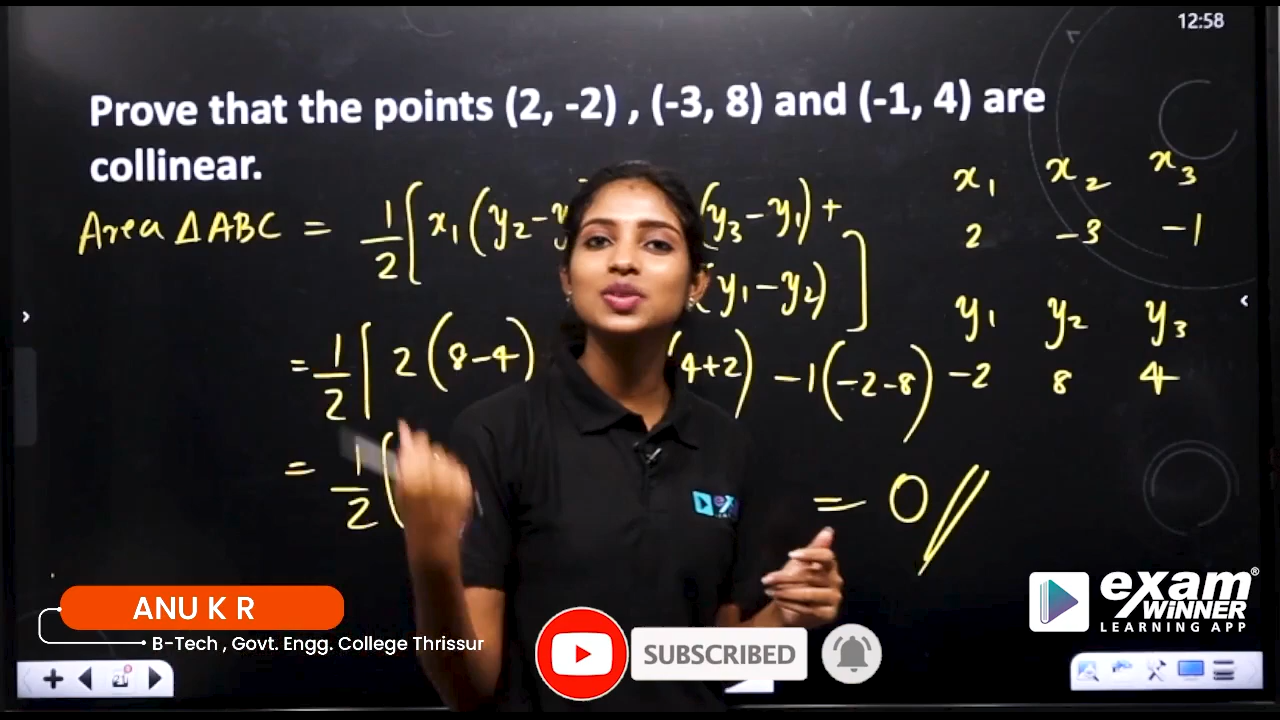 12:58
Prove that the points (2, -2) , (-3, 8) and (-1, 4) are
collinear.
Area ΔABC = 1/2 [ x₁ (y₂ - y (y₃ - y₁) +
(y₁ - y₂) ]
= 1/2 [ 2 (8-4) (4+2) -1 (-2-8)
= 1/2 ( = 0 //
x₁ x₂ x₃
2 -3 -1
y₁ y₂ y₃
-2 8 4
ANU K R
B-Tech , Govt. Engg. College Thrissur
SUBSCRIBED
exam
WiNNER
®
LEARNING APP